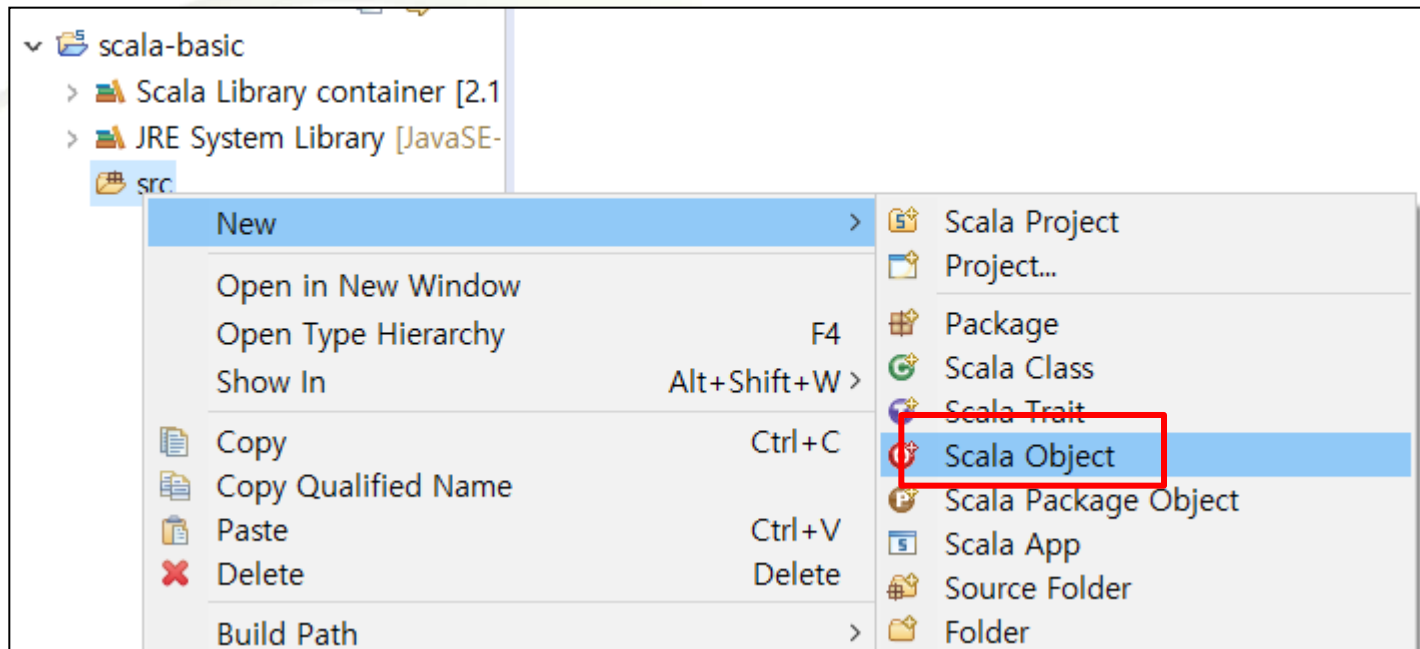 scala-basic
Scala Library container [2.1
JRE System Library [JavaSE-
src
New
Open in New Window
Open Type Hierarchy F4
Show In Alt+Shift+W
Copy Ctrl+C
Copy Qualified Name
Paste Ctrl+V
Delete Delete
Build Path
Scala Project
Project...
Package
Scala Class
Scala Trait
Scala Object
Scala Package Object
Scala App
Source Folder
Folder